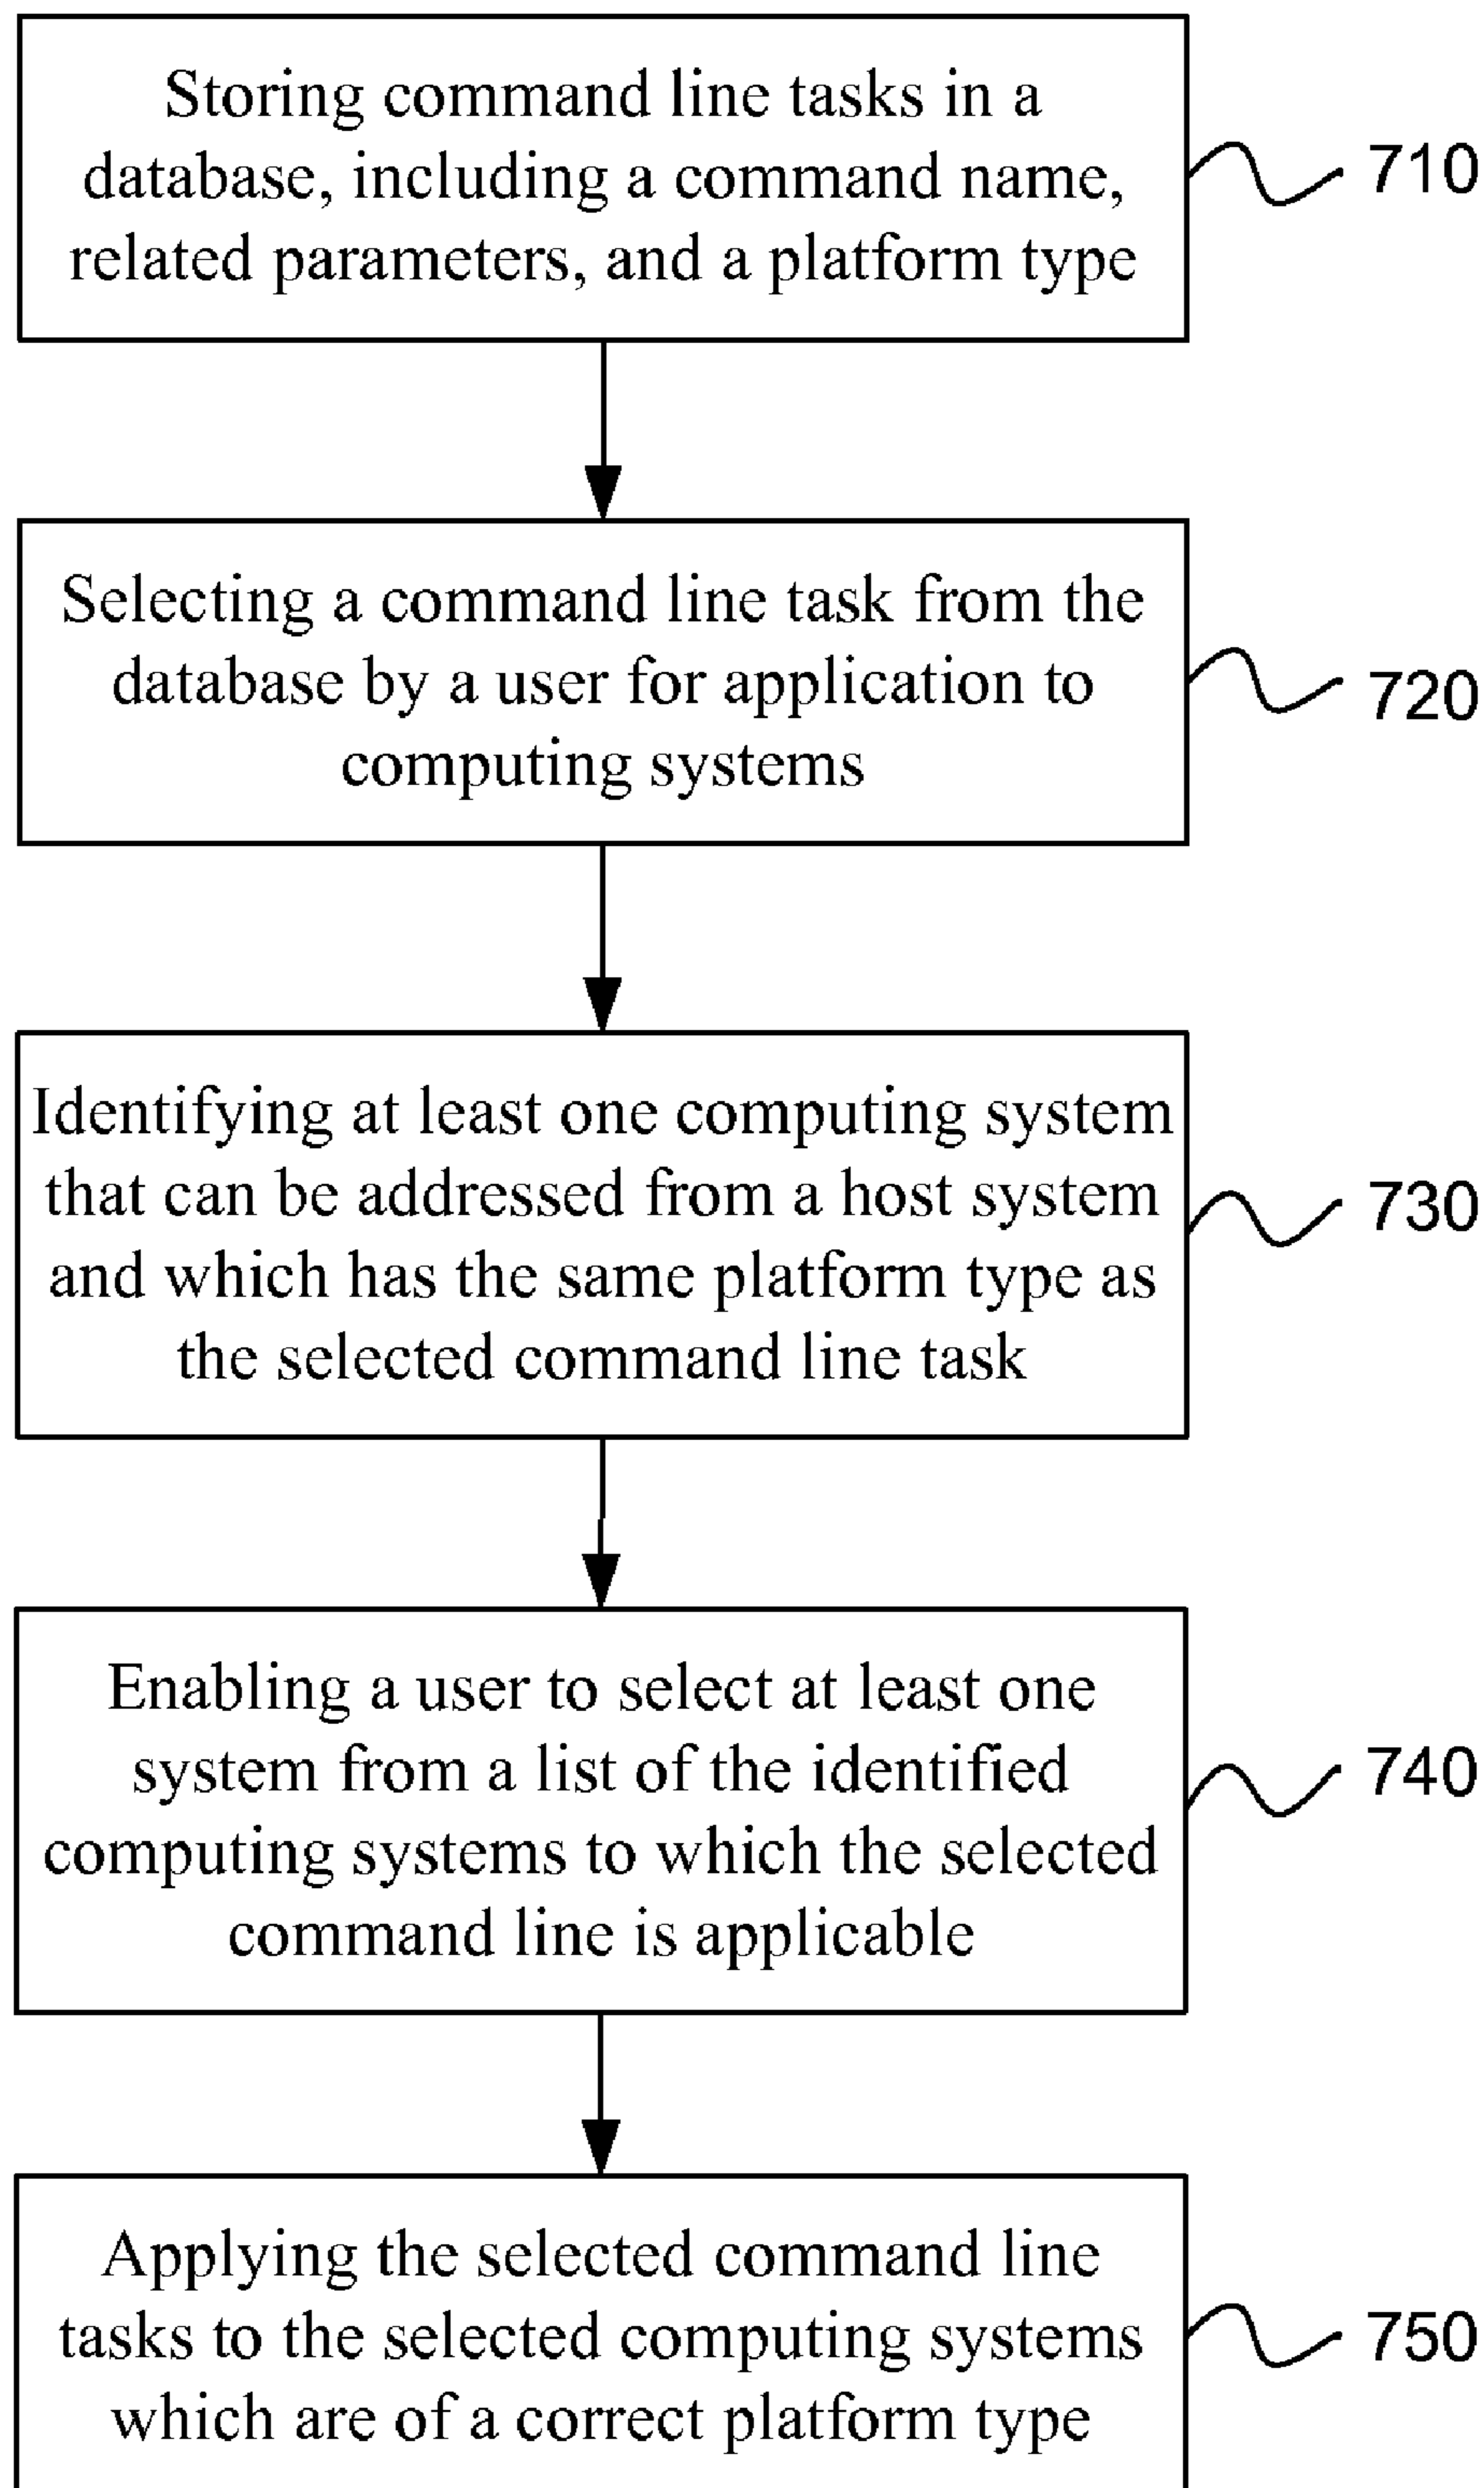 Storing command line tasks in a
database, including a command name,
related parameters, and a platform type
710
Selecting a command line task from the
database by a user for application to
computing systems
720
Identifying at least one computing system
that can be addressed from a host system
and which has the same platform type as
the selected command line task
730
Enabling a user to select at least one
system from a list of the identified
computing systems to which the selected
command line is applicable
740
Applying the selected command line
tasks to the selected computing systems
which are of a correct platform type
750